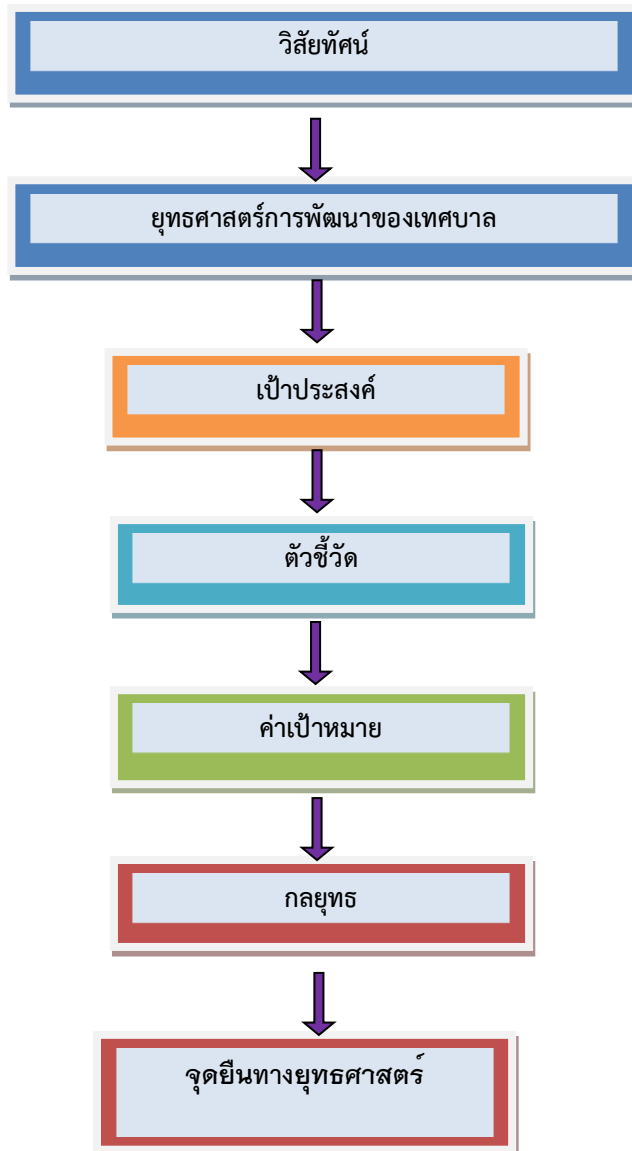 วิสัยทัศน์
ยุทธศาสตร์การพัฒนาของเทศบาล
เป้าประสงค์
ตัวชี้วัด
ค่าเป้าหมาย
กลยุทธ
จุดยืนทางยุทธศาสตร์